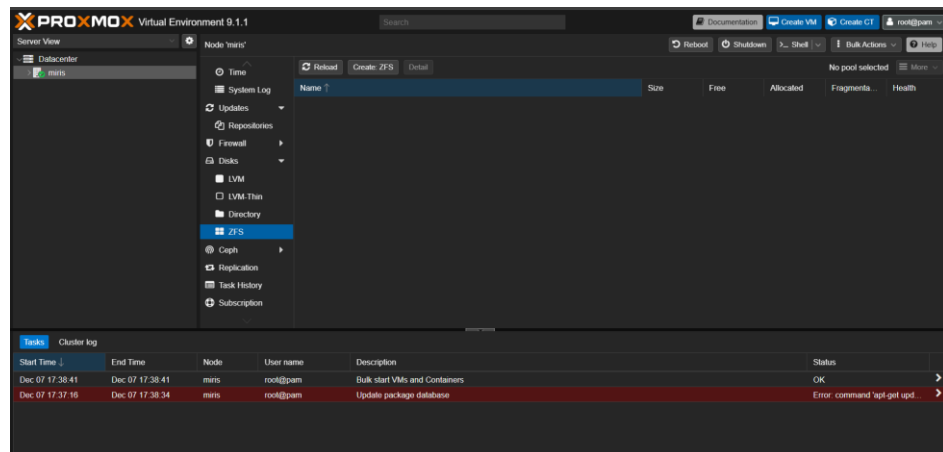 PROXMOX Virtual Environment 9.1.1 Search Documentation Create VM Create CT root@pam
Server View
Datacenter
miris
Node 'miris' Reboot Shutdown Shell Bulk Actions Help
Time
System Log
Updates
Repositories
Firewall
Disks
LVM
LVM-Thin
Directory
ZFS
Ceph
Replication
Task History
Subscription
Reload Create: ZFS Detail No pool selected More
Name Size Free Allocated Fragmenta... Health
Tasks Cluster log
Start Time End Time Node User name Description Status
Dec 07 17:38:41 Dec 07 17:38:41 miris root@pam Bulk start VMs and Containers OK
Dec 07 17:37:16 Dec 07 17:38:34 miris root@pam Update package database Error: command 'apt-get upd...